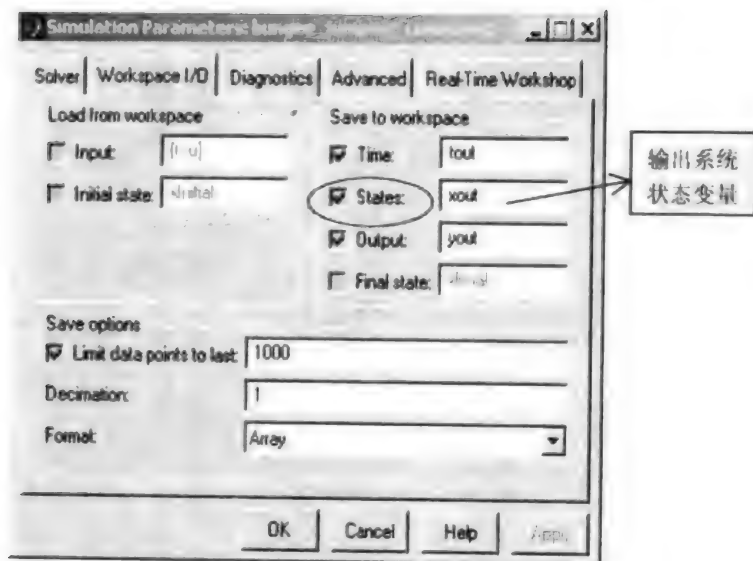 Simulation Parameters:
Solver Workspace I/O Diagnostics Advanced Real-Time Workshop
Load from workspace
Input:
Initial state:
Save to workspace
Time: tout
States: xout
Output: yout
Final state:
输出系统
状态变量
Save options
Limit data points to last: 1000
Decimation: 1
Format: Array
OK Cancel Help